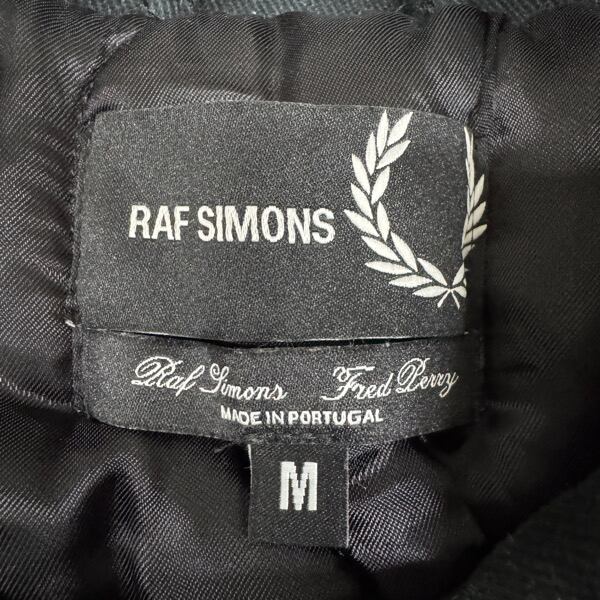 RAF SIMONS
Raf Simons Fred Perry
MADE IN PORTUGAL
M